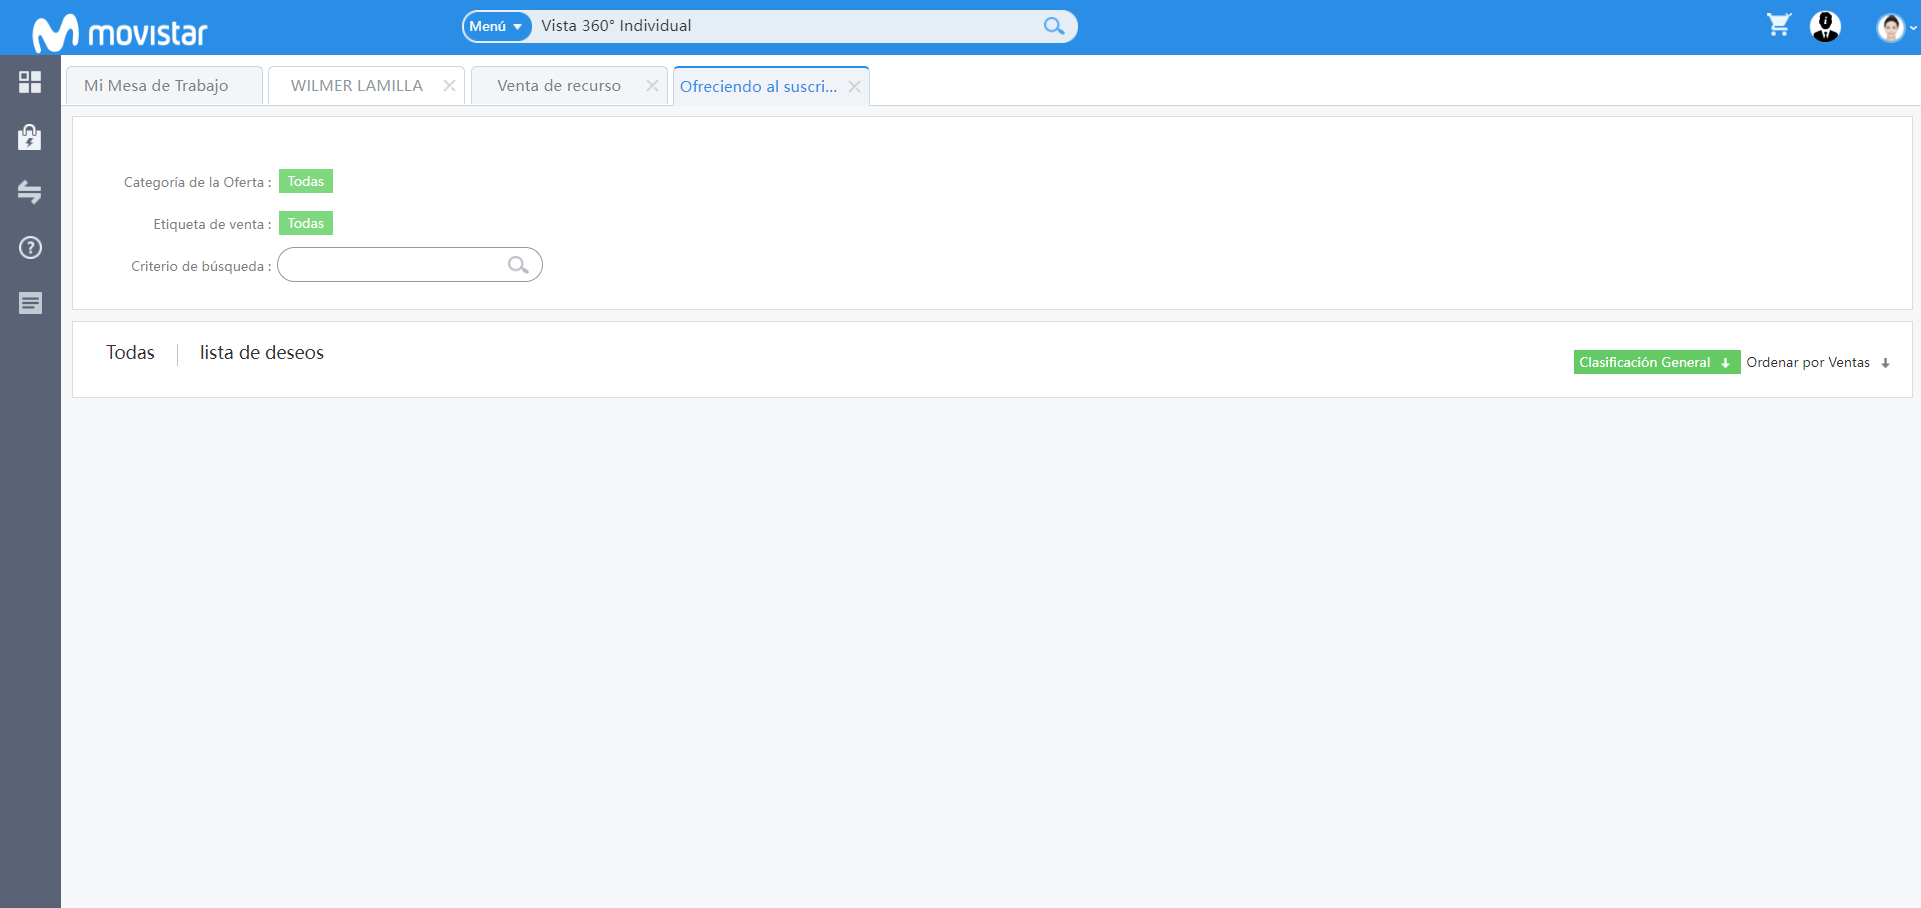 movistar
Menú Vista 360° Individual
Mi Mesa de Trabajo WILMER LAMILLA Venta de recurso Ofreciendo al suscri...
Categoría de la Oferta : Todas
Etiqueta de venta : Todas
Criterio de búsqueda :
Todas lista de deseos
Clasificación General Ordenar por Ventas